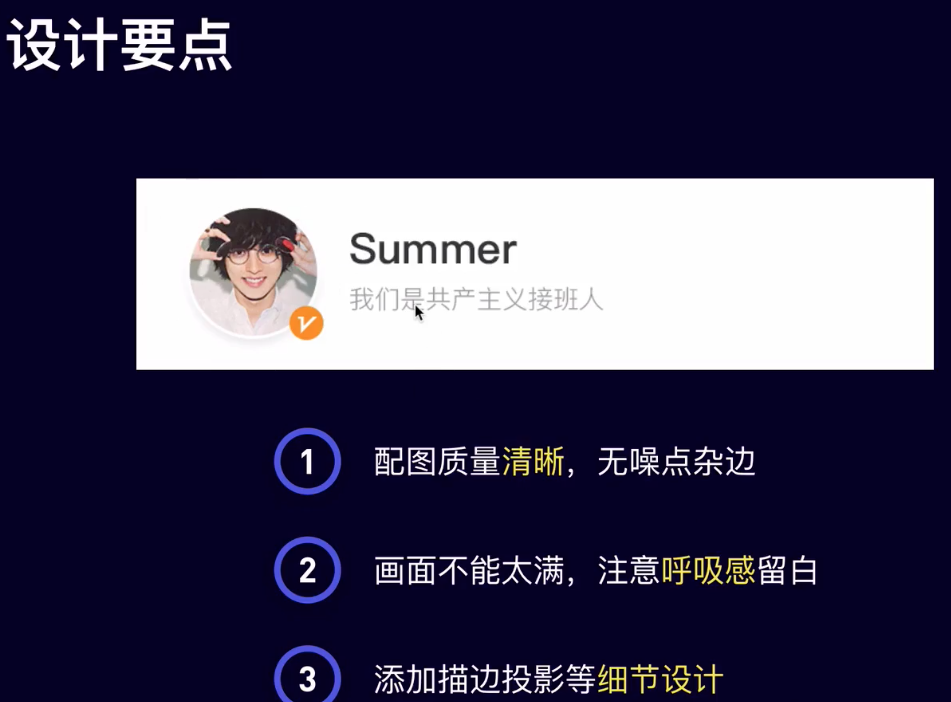 设计要点
Summer
我们是共产主义接班人
V
1 配图质量清晰，无噪点杂边
2 画面不能太满，注意呼吸感留白
3 添加描边投影等细节设计